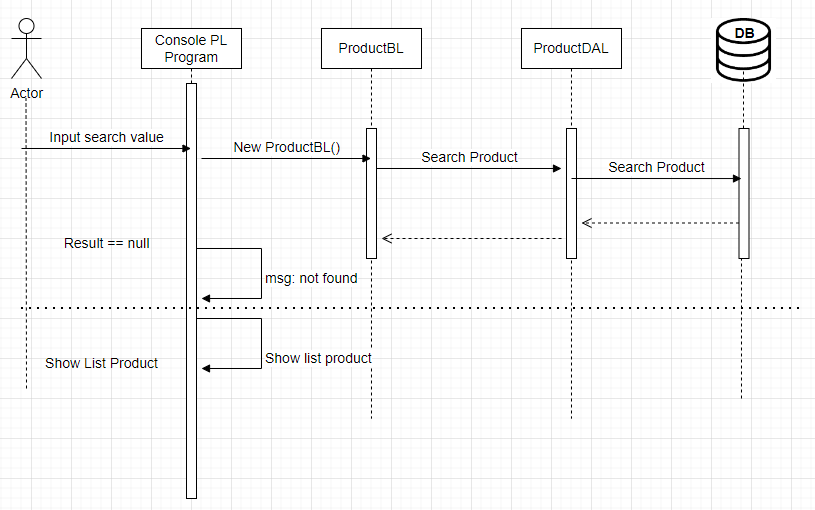 Actor
Console PL
Program
ProductBL
ProductDAL
DB
Input search value
New ProductBL()
Search Product
Search Product
Result == null
msg: not found
Show List Product
Show list product